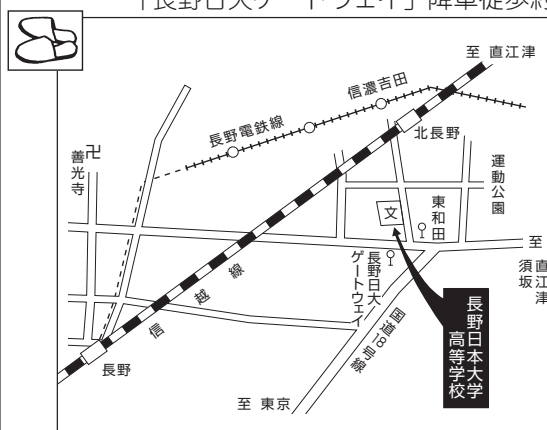 「長野日大ゲートウェイ」降車徒歩約
至 直江津
信濃吉田
長野電鉄線
北長野
卍
善光寺
運動公園
文
東和田
至
直江津
須坂
長野日大
ゲートウェイ
信越線
国道18号線
長野日本大学
高等学校
長野
至 東京